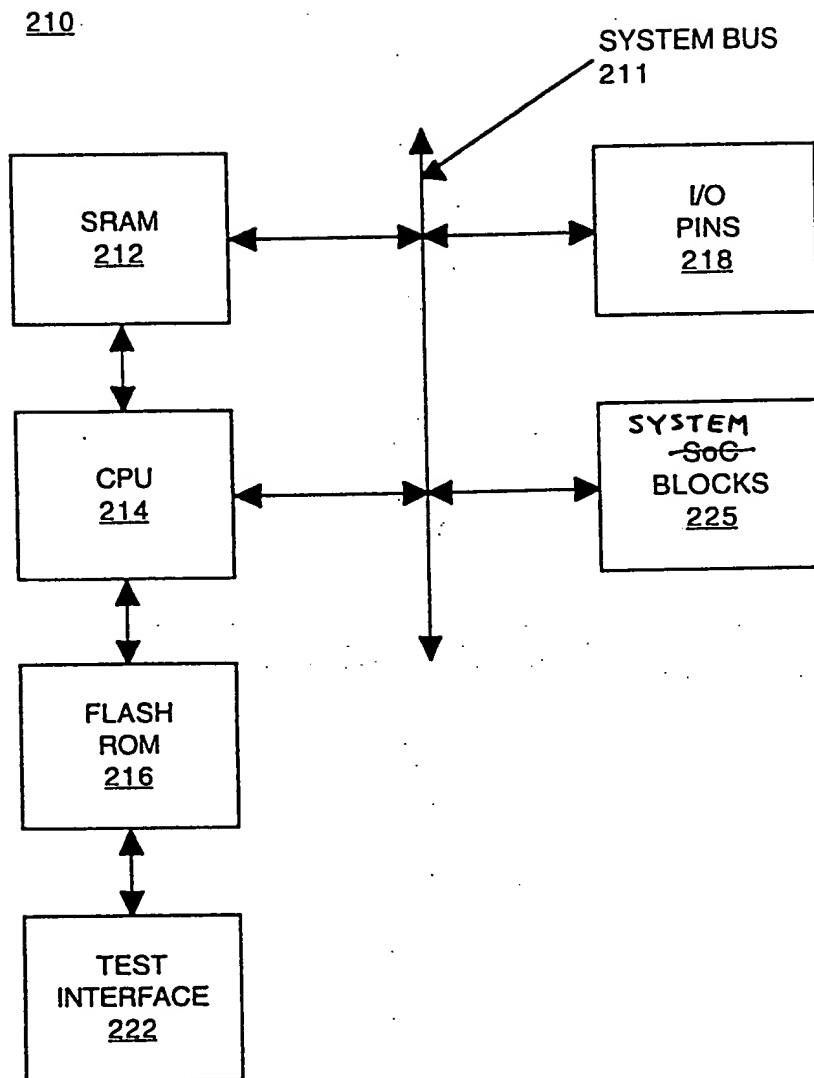 210
SYSTEM BUS
211
SRAM
212
I/O
PINS
218
CPU
214
SYSTEM
SoC
BLOCKS
225
FLASH
ROM
216
TEST
INTERFACE
222